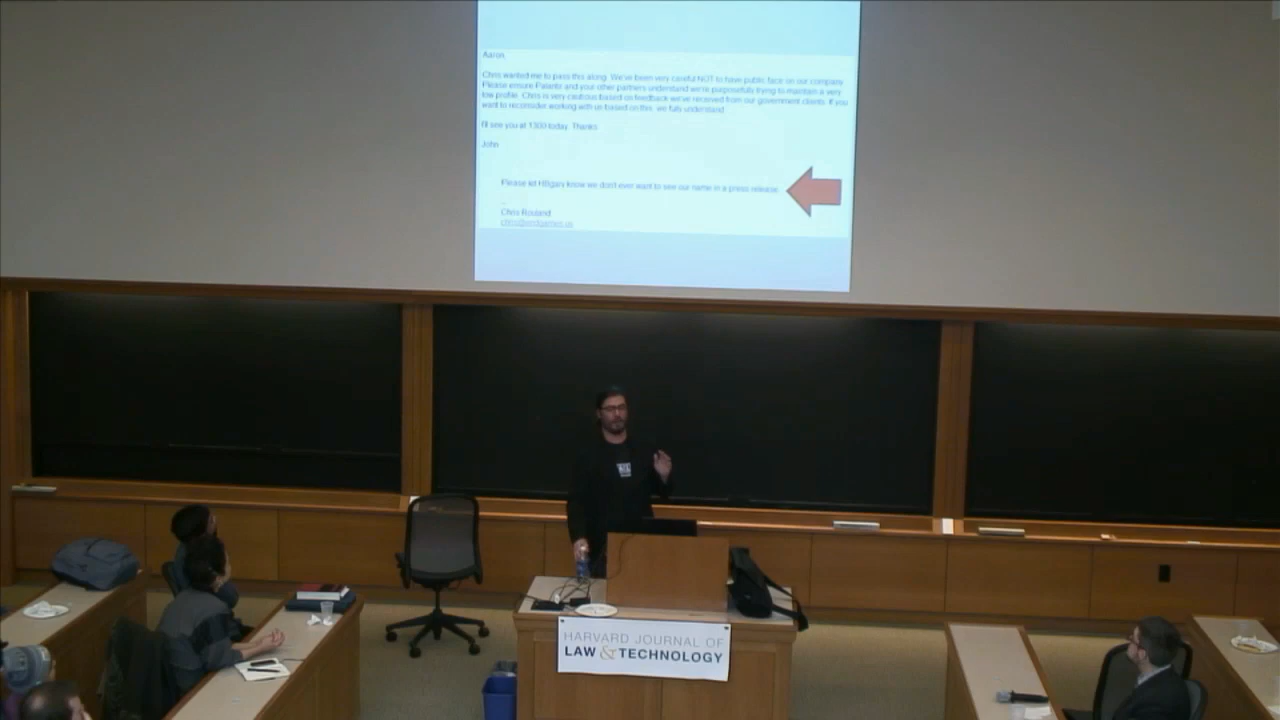 Aaron,
Chris wanted me to pass this along. We've been very careful NOT to have public face on our company.
Please ensure Palantir and your other partners understand we're purposefully trying to maintain a very
low profile. Chris is very cautious based on feedback we've received from our government clients. If you
want to reconsider working with us based on this, we fully understand.
I'll see you at 1300 today. Thanks
John
Please let HBgary know we don't ever want to see our name in a press release.
--
Chris Rouland
HARVARD JOURNAL OF
LAW & TECHNOLOGY